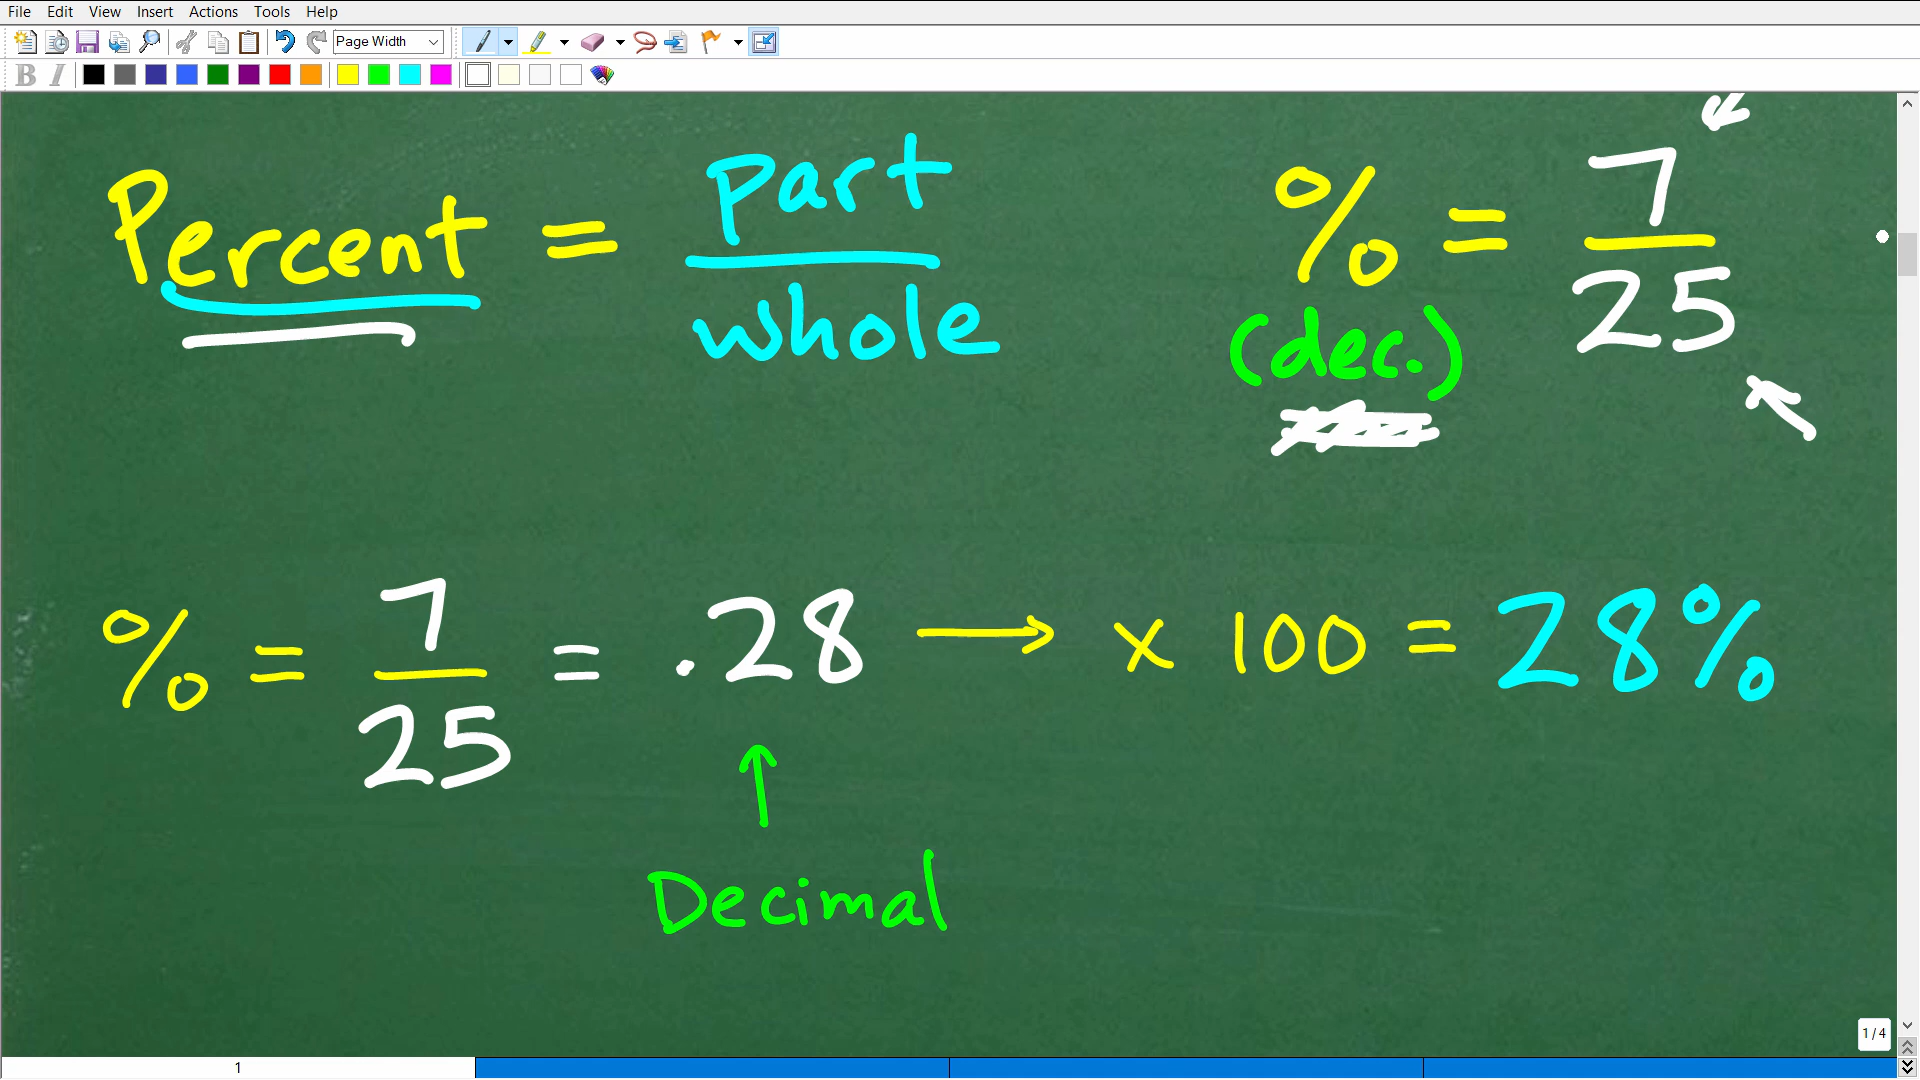 File Edit View Insert Actions Tools Help
Page Width
B I
Percent = part / whole
% = 7 / 25
(dec.)
% = 7 / 25 = .28 → x 100 = 28%
↑
Decimal
1 / 4
1